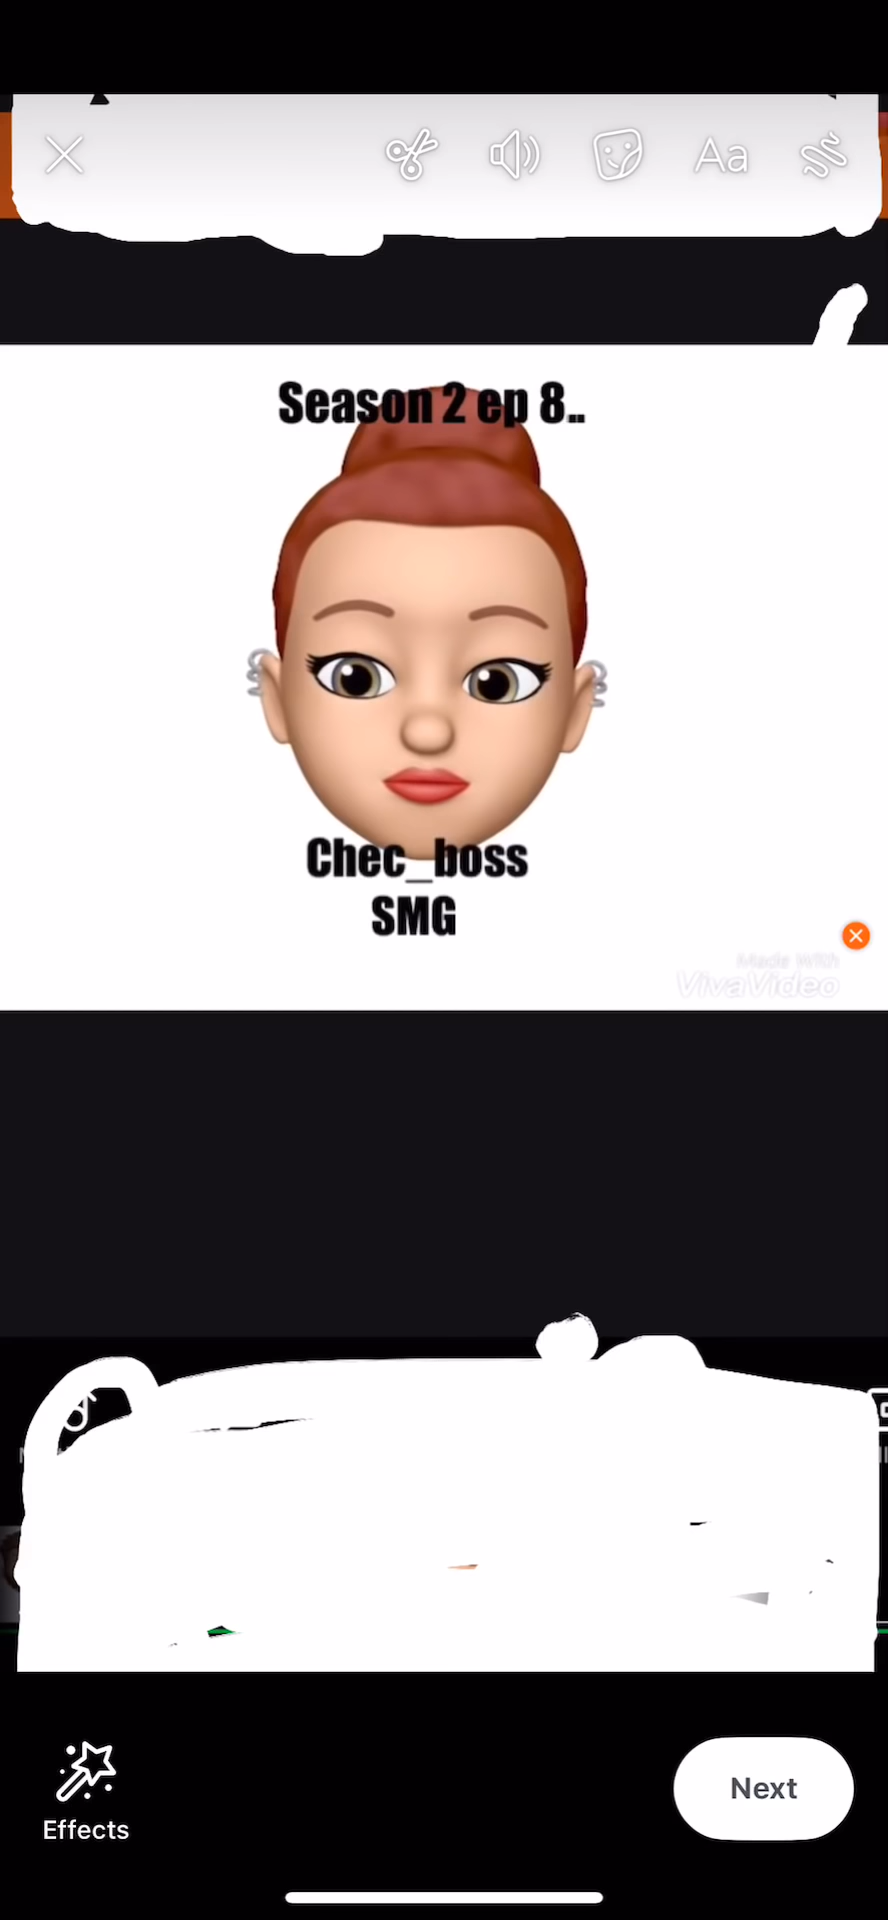 Aa
Season 2 ep 8..
Chec_boss
SMG
Made With
VivaVideo
Effects
Next